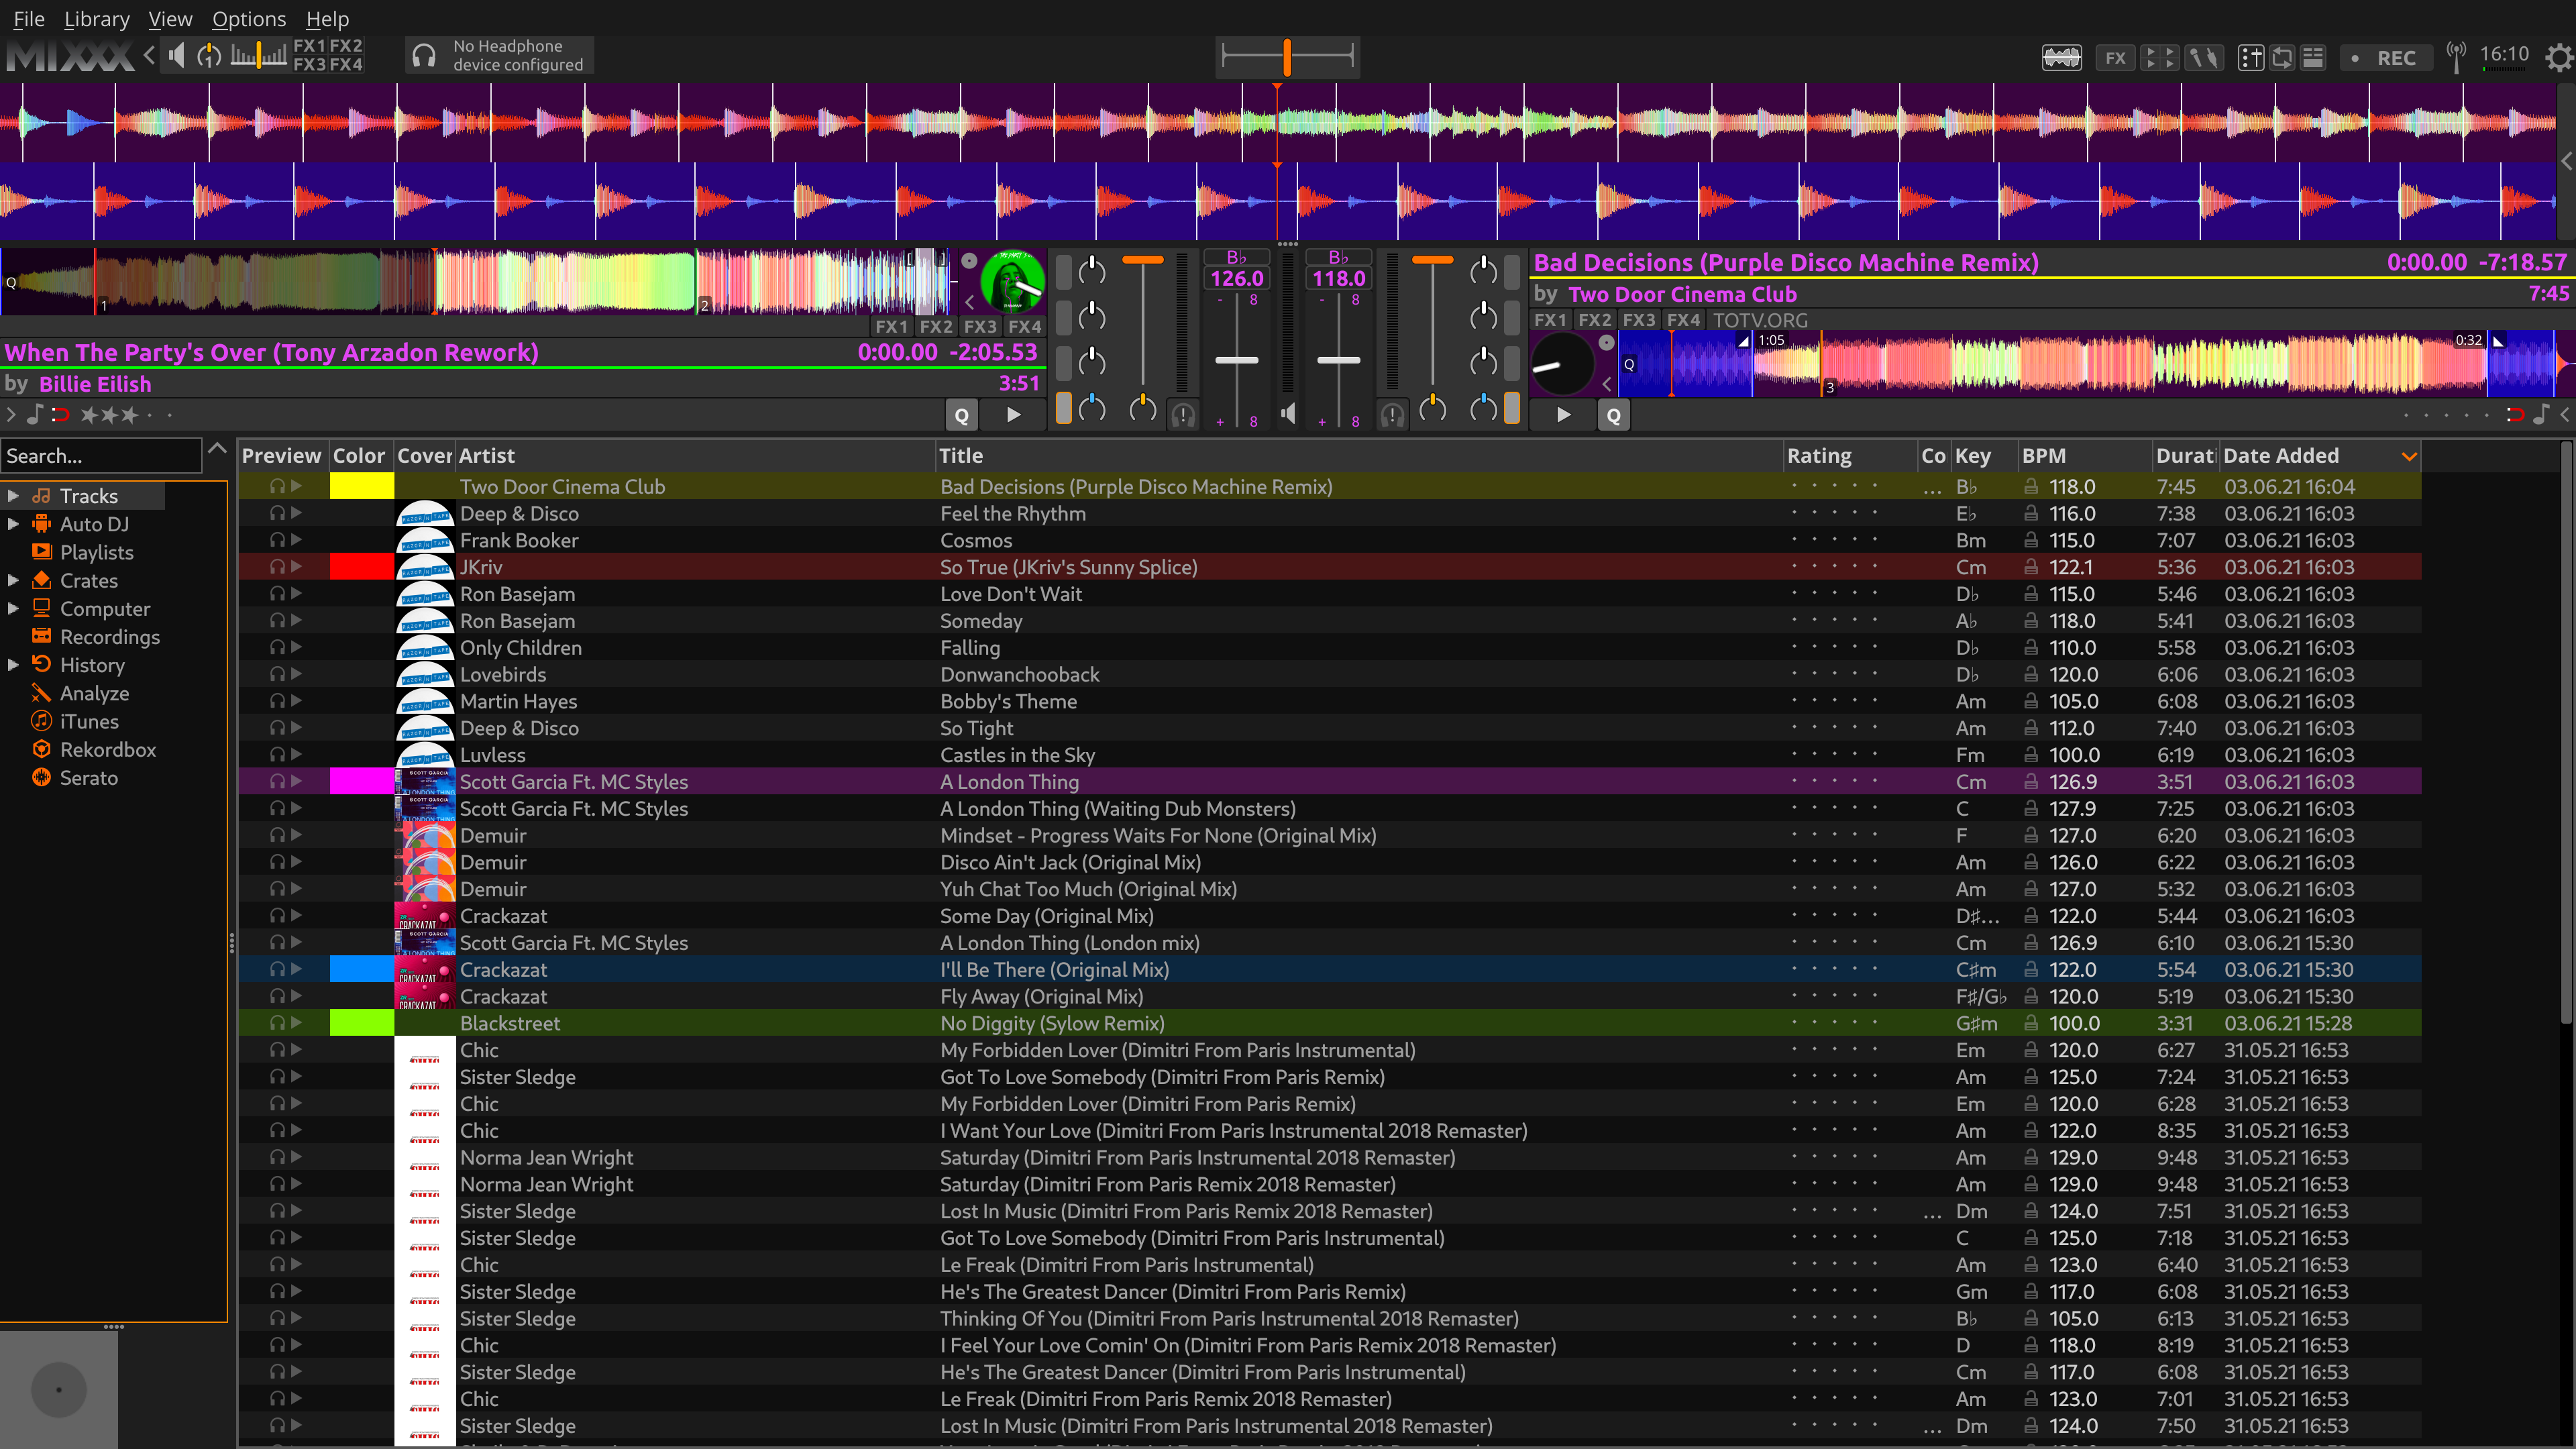 File Library View Options Help
MIXXX FX1 FX2 FX3 FX4 No Headphone device configured FX REC 16:10
Q 1 2
B♭ B♭
126.0 118.0
- 8 - 8
+ 8 + 8
FX1 FX2 FX3 FX4
When The Party's Over (Tony Arzadon Rework) 0:00.00 -2:05.53
by Billie Eilish 3:51
Q
Bad Decisions (Purple Disco Machine Remix) 0:00.00 -7:18.57
by Two Door Cinema Club 7:45
FX1 FX2 FX3 FX4 TOTV.ORG
Q 1:05 3 0:32
Q
Search...
Tracks
Auto DJ
Playlists
Crates
Computer
Recordings
History
Analyze
iTunes
Rekordbox
Serato
Preview Color Cover Artist Title Rating Co Key BPM Durati Date Added
Two Door Cinema Club Bad Decisions (Purple Disco Machine Remix) ... B♭ 118.0 7:45 03.06.21 16:04
Deep & Disco Feel the Rhythm E♭ 116.0 7:38 03.06.21 16:03
Frank Booker Cosmos Bm 115.0 7:07 03.06.21 16:03
JKriv So True (JKriv's Sunny Splice) Cm 122.1 5:36 03.06.21 16:03
Ron Basejam Love Don't Wait D♭ 115.0 5:46 03.06.21 16:03
Ron Basejam Someday A♭ 118.0 5:41 03.06.21 16:03
Only Children Falling D♭ 110.0 5:58 03.06.21 16:03
Lovebirds Donwanchooback D♭ 120.0 6:06 03.06.21 16:03
Martin Hayes Bobby's Theme Am 105.0 6:08 03.06.21 16:03
Deep & Disco So Tight Am 112.0 7:40 03.06.21 16:03
Luvless Castles in the Sky Fm 100.0 6:19 03.06.21 16:03
Scott Garcia Ft. MC Styles A London Thing Cm 126.9 3:51 03.06.21 16:03
Scott Garcia Ft. MC Styles A London Thing (Waiting Dub Monsters) C 127.9 7:25 03.06.21 16:03
Demuir Mindset - Progress Waits For None (Original Mix) F 127.0 6:20 03.06.21 16:03
Demuir Disco Ain't Jack (Original Mix) Am 126.0 6:22 03.06.21 16:03
Demuir Yuh Chat Too Much (Original Mix) Am 127.0 5:32 03.06.21 16:03
Crackazat Some Day (Original Mix) D♯... 122.0 5:44 03.06.21 16:03
Scott Garcia Ft. MC Styles A London Thing (London mix) Cm 126.9 6:10 03.06.21 15:30
Crackazat I'll Be There (Original Mix) C♯m 122.0 5:54 03.06.21 15:30
Crackazat Fly Away (Original Mix) F♯/G♭ 120.0 5:19 03.06.21 15:30
Blackstreet No Diggity (Sylow Remix) G♯m 100.0 3:31 03.06.21 15:28
Chic My Forbidden Lover (Dimitri From Paris Instrumental) Em 120.0 6:27 31.05.21 16:53
Sister Sledge Got To Love Somebody (Dimitri From Paris Remix) Am 125.0 7:24 31.05.21 16:53
Chic My Forbidden Lover (Dimitri From Paris Remix) Em 120.0 6:28 31.05.21 16:53
Chic I Want Your Love (Dimitri From Paris Instrumental 2018 Remaster) Am 122.0 8:35 31.05.21 16:53
Norma Jean Wright Saturday (Dimitri From Paris Instrumental 2018 Remaster) Am 129.0 9:48 31.05.21 16:53
Norma Jean Wright Saturday (Dimitri From Paris Remix 2018 Remaster) Am 129.0 9:48 31.05.21 16:53
Sister Sledge Lost In Music (Dimitri From Paris Remix 2018 Remaster) ... Dm 124.0 7:51 31.05.21 16:53
Sister Sledge Got To Love Somebody (Dimitri From Paris Instrumental) C 125.0 7:18 31.05.21 16:53
Chic Le Freak (Dimitri From Paris Instrumental) Am 123.0 6:40 31.05.21 16:53
Sister Sledge He's The Greatest Dancer (Dimitri From Paris Remix) Gm 117.0 6:08 31.05.21 16:53
Sister Sledge Thinking Of You (Dimitri From Paris Instrumental 2018 Remaster) B♭ 105.0 6:13 31.05.21 16:53
Chic I Feel Your Love Comin' On (Dimitri From Paris Remix 2018 Remaster) D 118.0 8:19 31.05.21 16:53
Sister Sledge He's The Greatest Dancer (Dimitri From Paris Instrumental) Cm 117.0 6:08 31.05.21 16:53
Chic Le Freak (Dimitri From Paris Remix 2018 Remaster) Am 123.0 7:01 31.05.21 16:53
Sister Sledge Lost In Music (Dimitri From Paris Instrumental 2018 Remaster) ... Dm 124.0 7:50 31.05.21 16:53